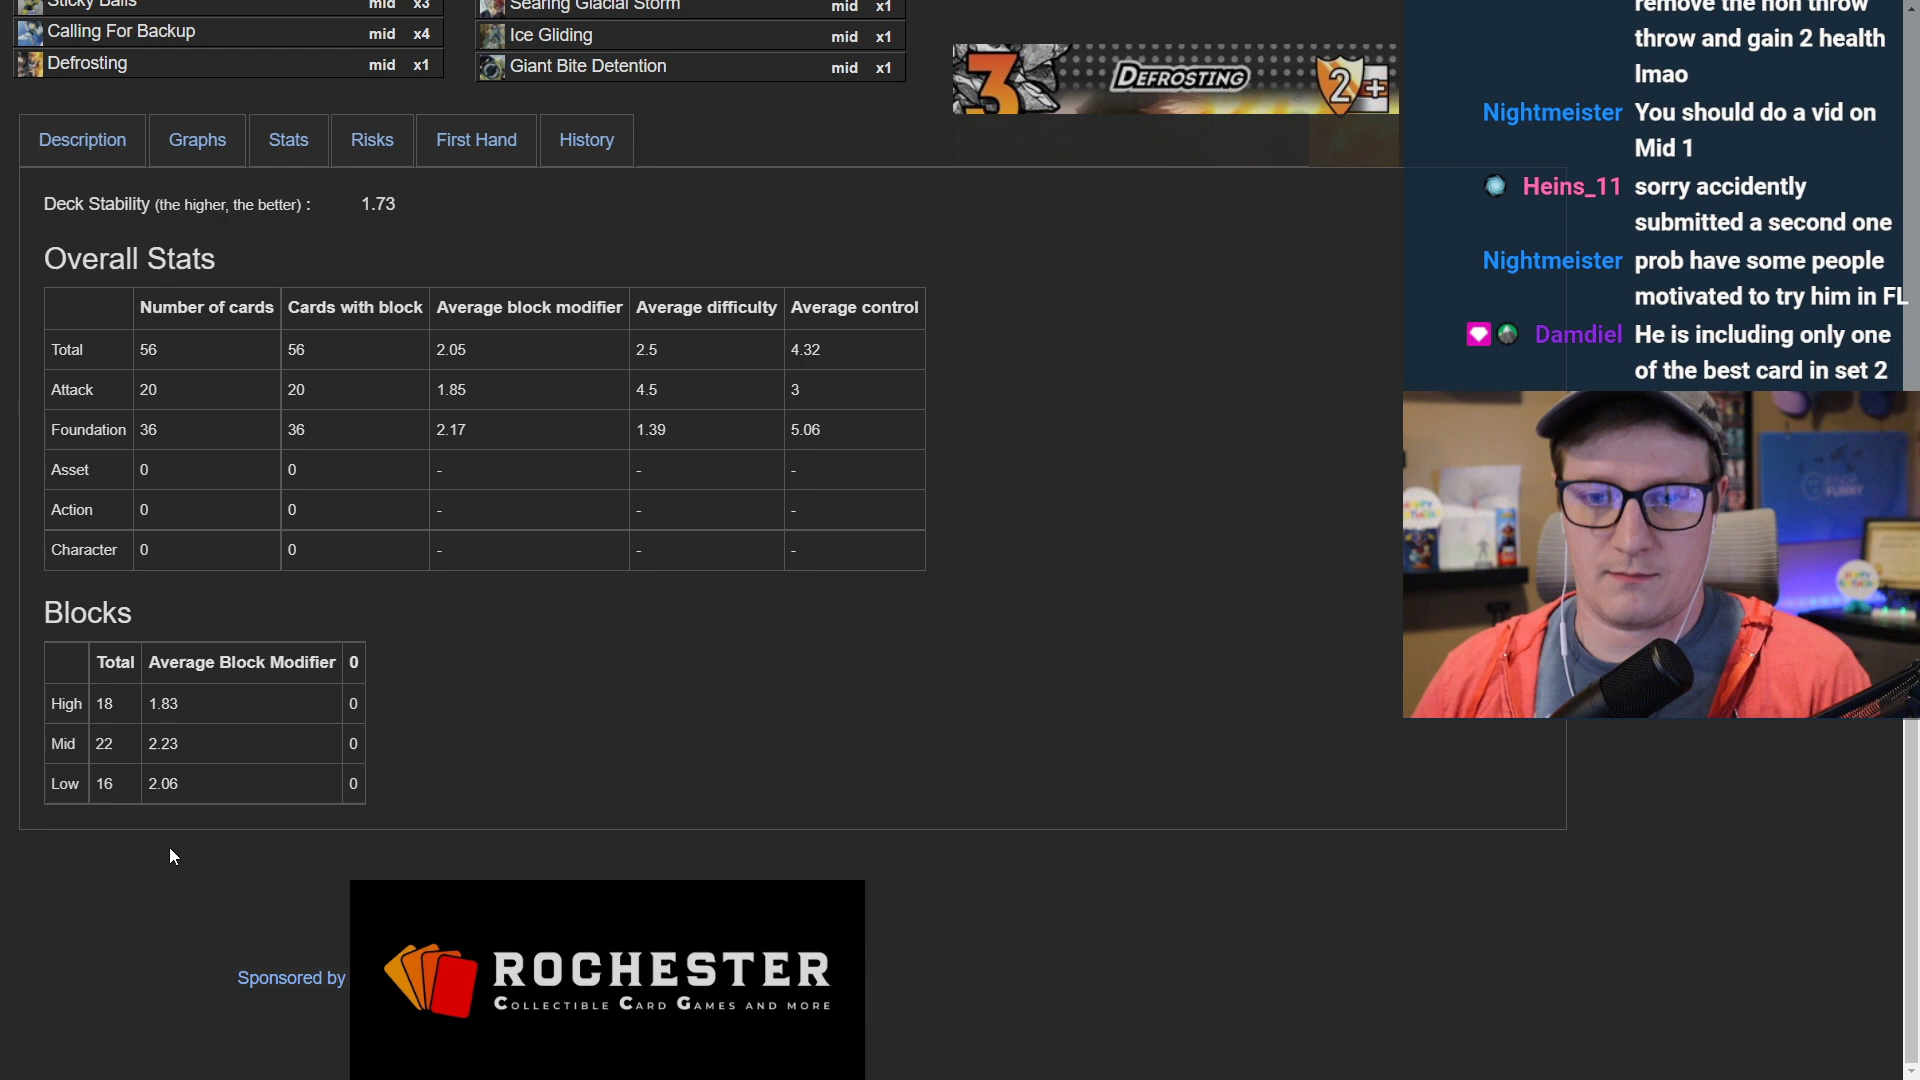 Sticky Balls mid x3
Calling For Backup mid x4
Defrosting mid x1
Searing Glacial Storm mid x1
Ice Gliding mid x1
Giant Bite Detention mid x1
3 DEFROSTING 2+
Description Graphs Stats Risks First Hand History
Deck Stability (the higher, the better) : 1.73
Overall Stats
Number of cards Cards with block Average block modifier Average difficulty Average control
Total 56 56 2.05 2.5 4.32
Attack 20 20 1.85 4.5 3
Foundation 36 36 2.17 1.39 5.06
Asset 0 0 - - -
Action 0 0 - - -
Character 0 0 - - -
Blocks
Total Average Block Modifier 0
High 18 1.83 0
Mid 22 2.23 0
Low 16 2.06 0
Sponsored by
ROCHESTER
COLLECTIBLE CARD GAMES AND MORE
remove the non throw
throw and gain 2 health
lmao
Nightmeister You should do a vid on
Mid 1
Heins_11 sorry accidently
submitted a second one
Nightmeister prob have some people
motivated to try him in FL
Damdiel He is including only one
of the best card in set 2